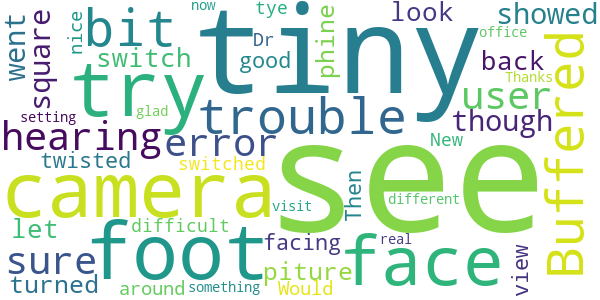 now tye tiny look showed
nice Dr phine office
went square bit good back Thanks
switch try trouble user Buffered
setting glad though
hearing error New
twisted switched see
camera Then visit different
let difficult foot facing face view
sure piture real
turned around something Would